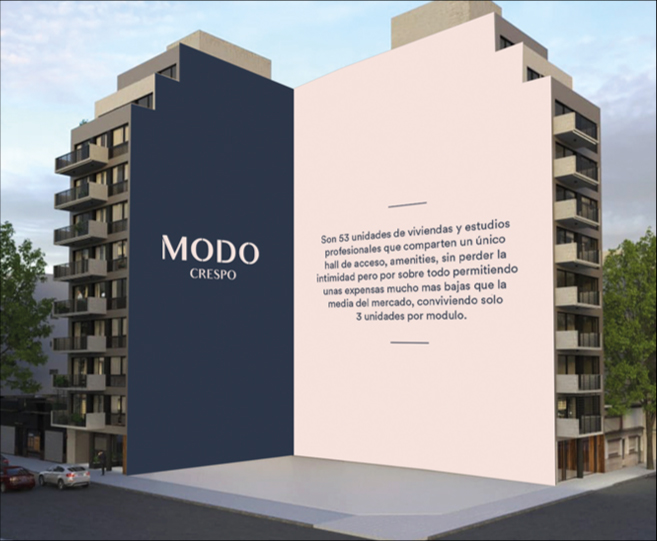 MODO
CRESPO
Son 53 unidades de viviendas y estudios
profesionales que comparten un único
hall de acceso, amenities, sin perder la
intimidad pero por sobre todo permitiendo
unas expensas mucho mas bajas que la
media del mercado, conviviendo solo
3 unidades por modulo.